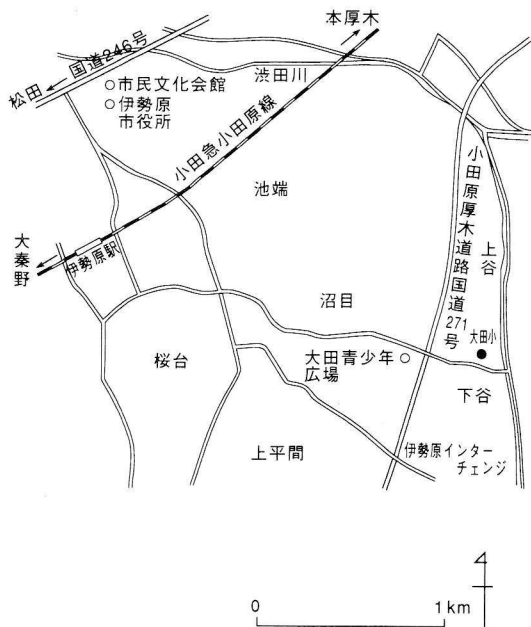 本厚木
国道246号
松田
渋田川
市民文化会館
伊勢原
市役所
小田急小田原線
池端
小田原厚木道路国道271号
上谷
大秦野
伊勢原駅
沼目
大田小
桜台
大田青少年
広場
下谷
上平間
伊勢原インター
チェンジ
0
1km